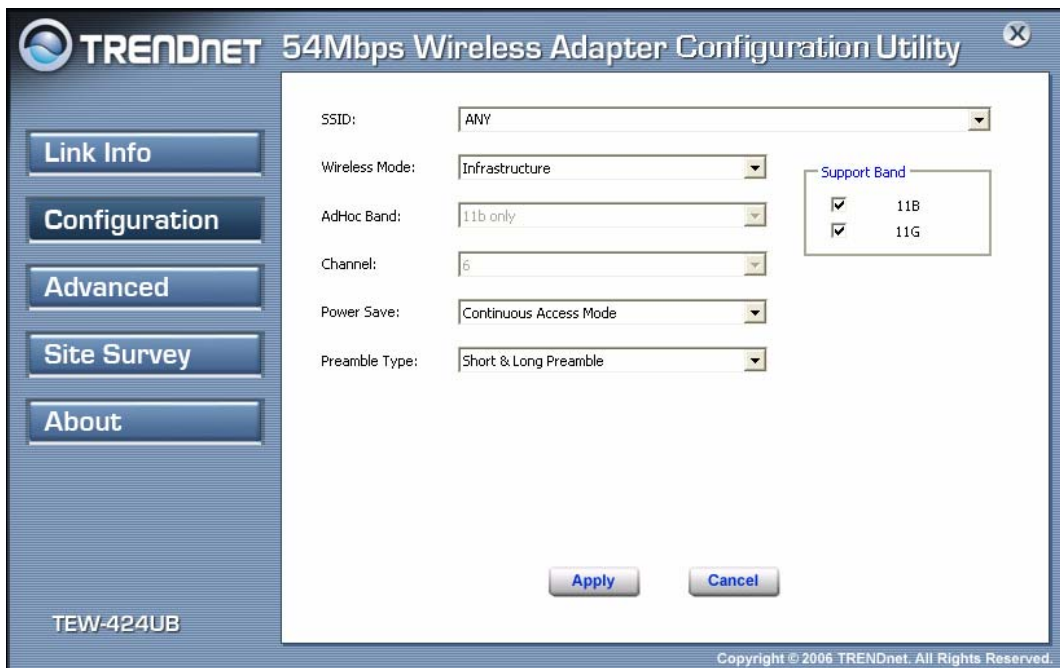 TRENDnet 54Mbps Wireless Adapter Configuration Utility
X
Link Info
Configuration
Advanced
Site Survey
About
TEW-424UB
SSID: ANY
Wireless Mode: Infrastructure
AdHoc Band: 11b only
Channel: 6
Power Save: Continuous Access Mode
Preamble Type: Short & Long Preamble
Support Band
11B
11G
Apply Cancel
Copyright © 2006 TRENDnet. All Rights Reserved.